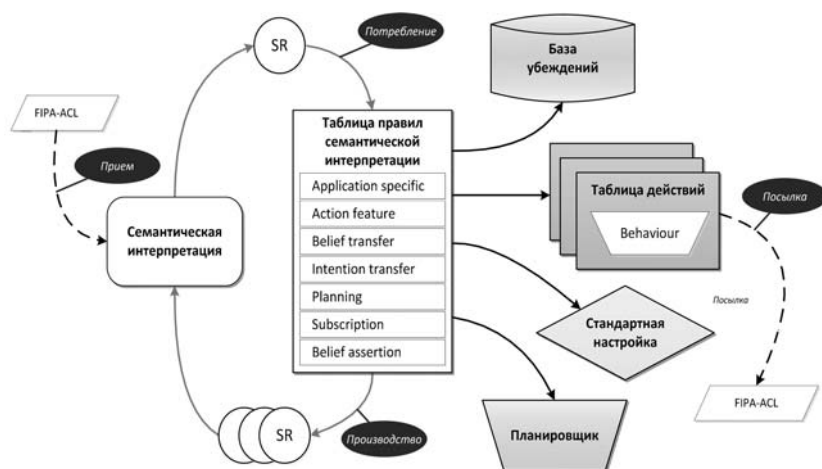 SR
Потребление
База
убеждений
FIPA-ACL
Прием
Таблица правил
семантической
интерпретации
Application specific
Action feature
Belief transfer
Intention transfer
Planning
Subscription
Belief assertion
Семантическая
интерпретация
Таблица действий
Behaviour
Посылка
Посылка
Стандартная
настройка
FIPA-ACL
SR
Производство
Планировщик